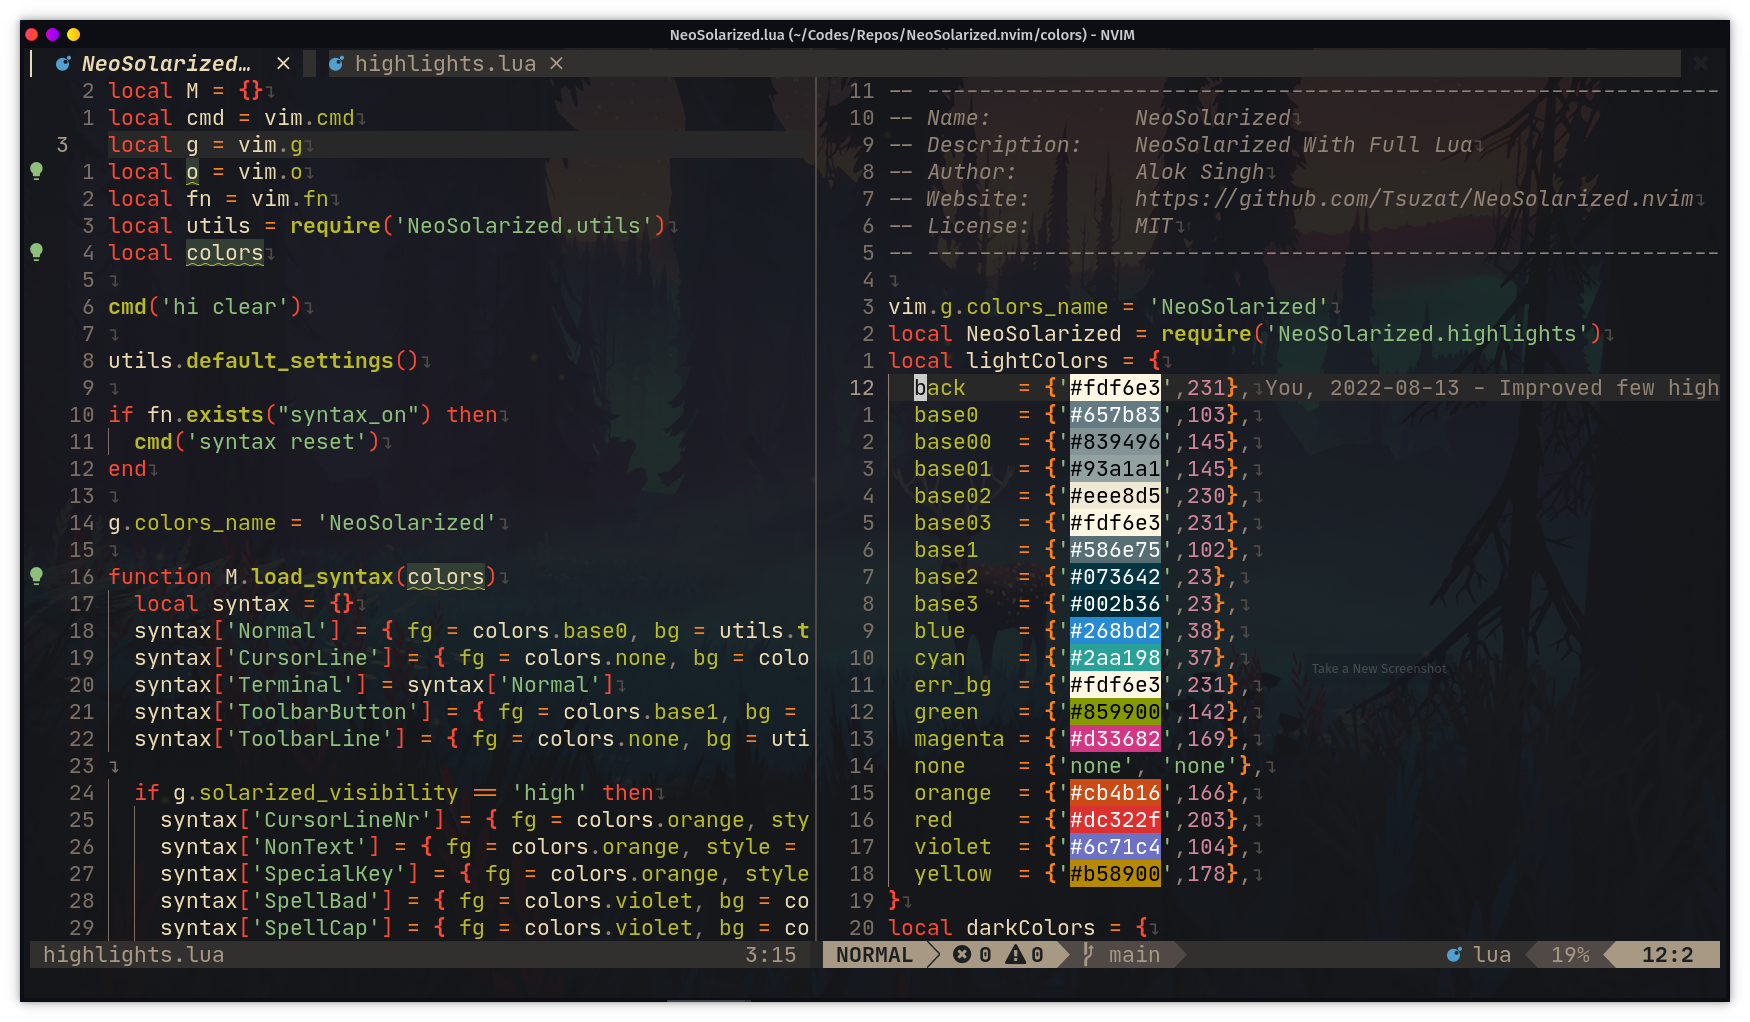 NeoSolarized.lua (~/Codes/Repos/NeoSolarized.nvim/colors) - NVIM
NeoSolarized… × highlights.lua ×
2 local M = {}
1 local cmd = vim.cmd
3 local g = vim.g
1 local o = vim.o
2 local fn = vim.fn
3 local utils = require('NeoSolarized.utils')
4 local colors
5
6 cmd('hi clear')
7
8 utils.default_settings()
9
10 if fn.exists("syntax_on") then
11   cmd('syntax reset')
12 end
13
14 g.colors_name = 'NeoSolarized'
15
16 function M.load_syntax(colors)
17   local syntax = {}
18   syntax['Normal'] = { fg = colors.base0, bg = utils.t
19   syntax['CursorLine'] = { fg = colors.none, bg = colo
20   syntax['Terminal'] = syntax['Normal']
21   syntax['ToolbarButton'] = { fg = colors.base1, bg =
22   syntax['ToolbarLine'] = { fg = colors.none, bg = uti
23
24   if g.solarized_visibility == 'high' then
25     syntax['CursorLineNr'] = { fg = colors.orange, sty
26     syntax['NonText'] = { fg = colors.orange, style =
27     syntax['SpecialKey'] = { fg = colors.orange, style
28     syntax['SpellBad'] = { fg = colors.violet, bg = co
29     syntax['SpellCap'] = { fg = colors.violet, bg = co
highlights.lua 3:15
11 -- -------------------------------------------------------------
10 -- Name:           NeoSolarized
9 -- Description:    NeoSolarized With Full Lua
8 -- Author:         Alok Singh
7 -- Website:        https://github.com/Tsuzat/NeoSolarized.nvim
6 -- License:        MIT
5 -- -------------------------------------------------------------
4
3 vim.g.colors_name = 'NeoSolarized'
2 local NeoSolarized = require('NeoSolarized.highlights')
1 local lightColors = {
12   back    = {'#fdf6e3',231}, You, 2022-08-13 - Improved few high
1   base0   = {'#657b83',103},
2   base00  = {'#839496',145},
3   base01  = {'#93a1a1',145},
4   base02  = {'#eee8d5',230},
5   base03  = {'#fdf6e3',231},
6   base1   = {'#586e75',102},
7   base2   = {'#073642',23},
8   base3   = {'#002b36',23},
9   blue    = {'#268bd2',38},
10   cyan    = {'#2aa198',37},
11   err_bg  = {'#fdf6e3',231},
12   green   = {'#859900',142},
13   magenta = {'#d33682',169},
14   none    = {'none', 'none'},
15   orange  = {'#cb4b16',166},
16   red     = {'#dc322f',203},
17   violet  = {'#6c71c4',104},
18   yellow  = {'#b58900',178},
19 }
20 local darkColors = {
Take a New Screenshot
NORMAL 0 0 main lua 19% 12:2